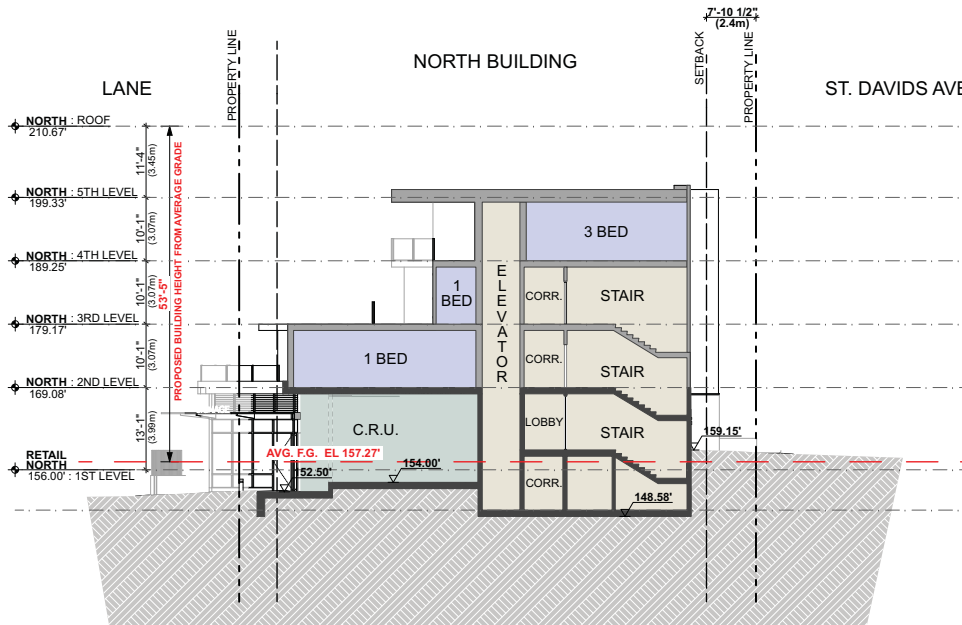 7'-10 1/2"
(2.4m)
PROPERTY LINE
NORTH BUILDING
SETBACK
PROPERTY LINE
LANE
ST. DAVIDS AVE
NORTH : ROOF
210.67'
11'-4"
(3.45m)
NORTH : 5TH LEVEL
199.33'
10'-1"
(3.07m)
NORTH : 4TH LEVEL
189.25'
10'-1"
(3.07m)
NORTH : 3RD LEVEL
179.17'
10'-1"
(3.07m)
NORTH : 2ND LEVEL
169.08'
13'-1"
(3.99m)
RETAIL
NORTH
156.00' : 1ST LEVEL
53'-5"
PROPOSED BUILDING HEIGHT FROM AVERAGE GRADE
3 BED
1
BED
ELEVATOR
CORR.
STAIR
1 BED
CORR.
STAIR
C.R.U.
LOBBY
STAIR
159.15'
AVG. F.G. EL 157.27'
52.50'
154.00'
CORR.
148.58'